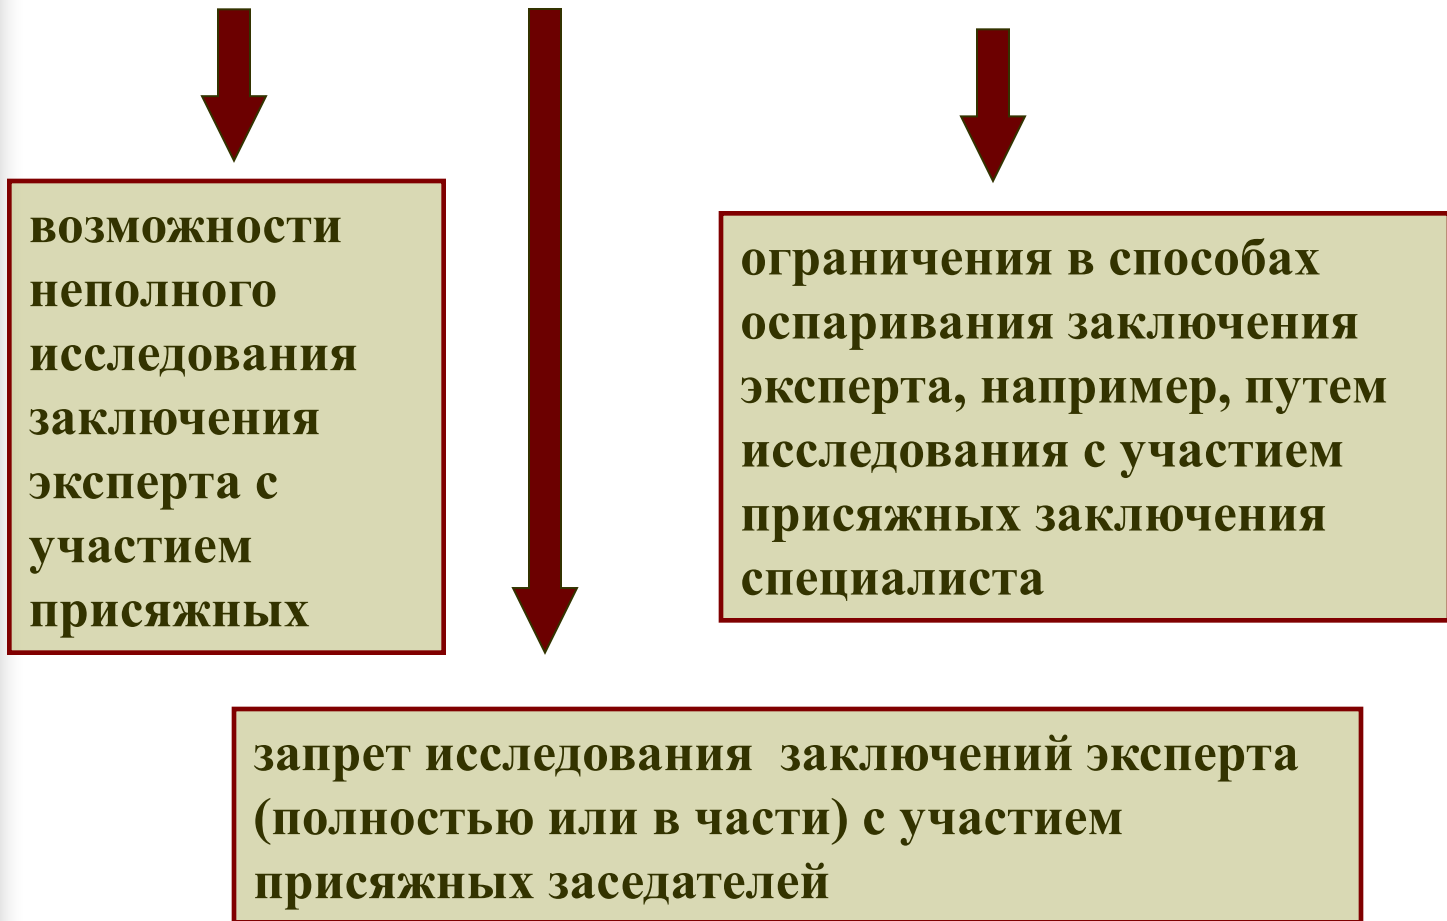 возможности
неполного
исследования
заключения
эксперта с
участием
присяжных
ограничения в способах
оспаривания заключения
эксперта, например, путем
исследования с участием
присяжных заключения
специалиста
запрет исследования  заключений эксперта
(полностью или в части) с участием
присяжных заседателей